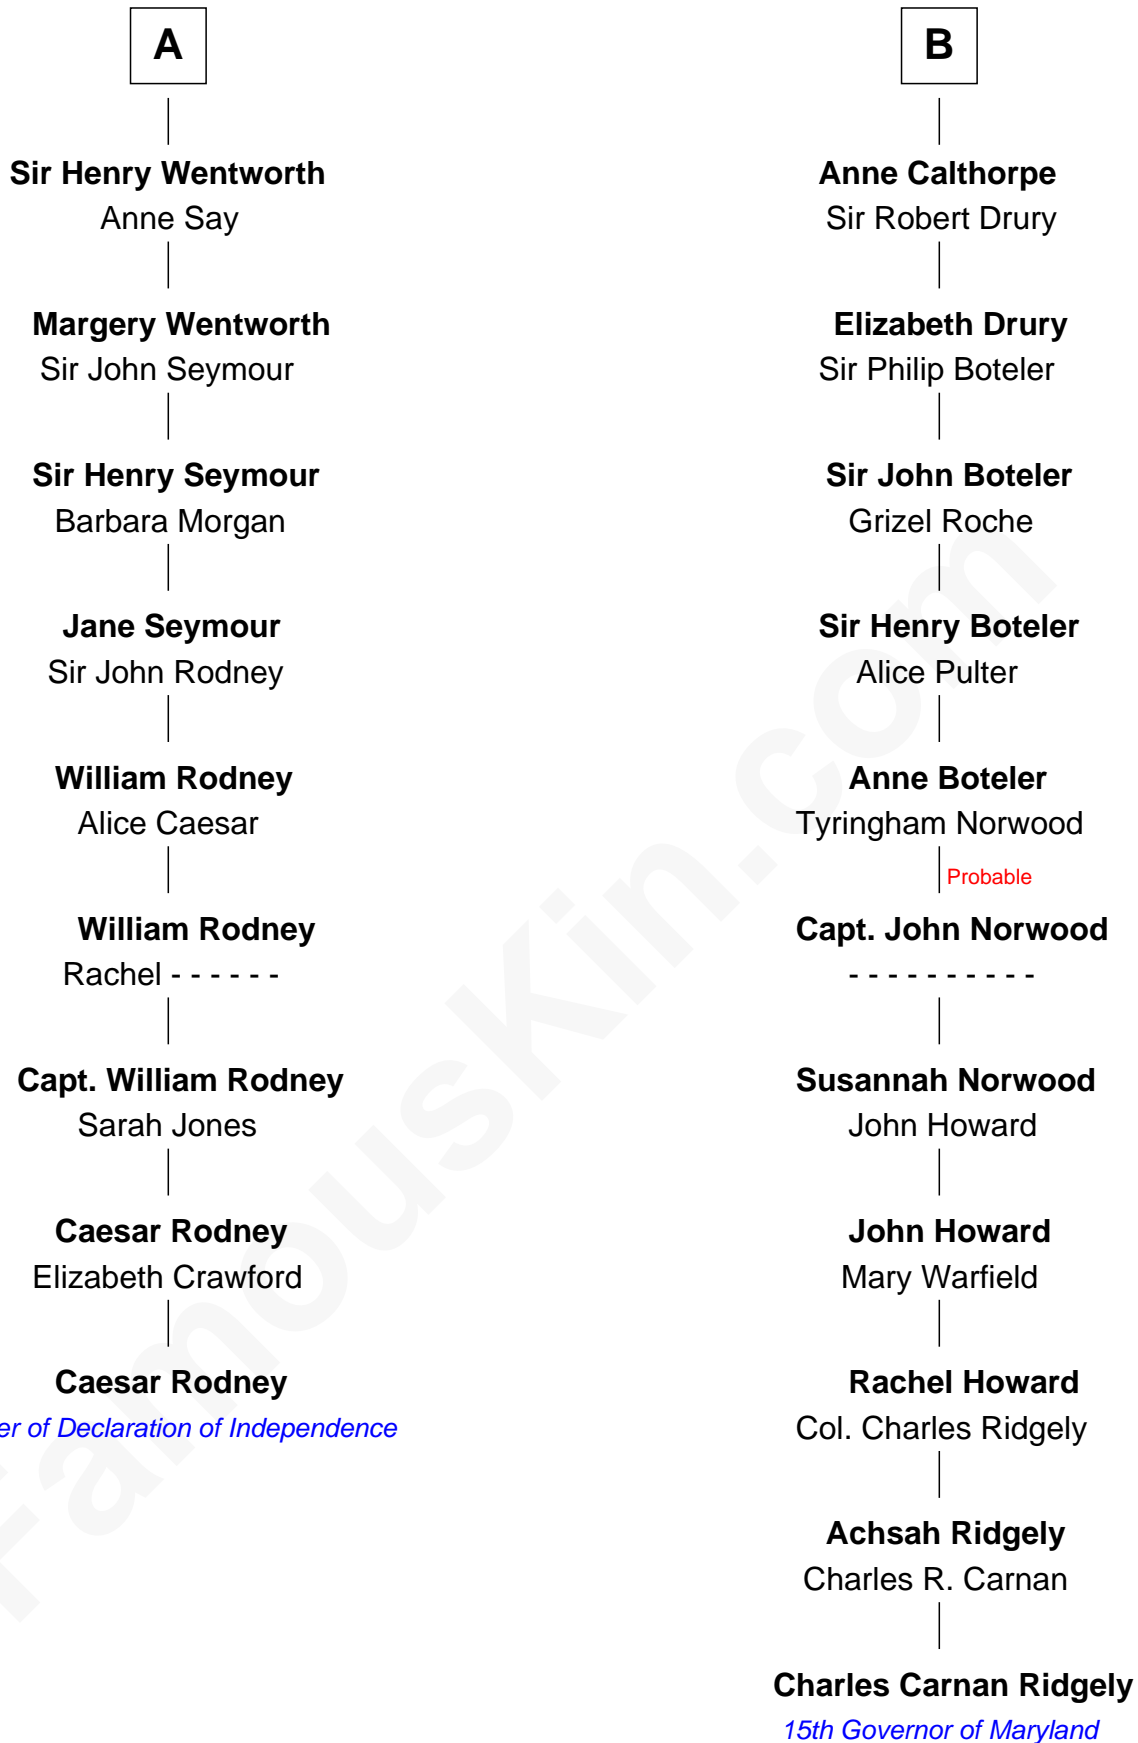 A
Sir Henry Wentworth
Anne Say
Margery Wentworth
Sir John Seymour
Sir Henry Seymour
Barbara Morgan
Jane Seymour
Sir John Rodney
William Rodney
Alice Caesar
William Rodney
Rachel - - - - - -
Capt. William Rodney
Sarah Jones
Caesar Rodney
Elizabeth Crawford
Caesar Rodney
er of Declaration of Independence
B
Anne Calthorpe
Sir Robert Drury
Elizabeth Drury
Sir Philip Boteler
Sir John Boteler
Grizel Roche
Sir Henry Boteler
Alice Pulter
Anne Boteler
Tyringham Norwood
Probable
Capt. John Norwood
- - - - - - - - - -
Susannah Norwood
John Howard
John Howard
Mary Warfield
Rachel Howard
Col. Charles Ridgely
Achsah Ridgely
Charles R. Carnan
Charles Carnan Ridgely
15th Governor of Maryland
FamousKin.com